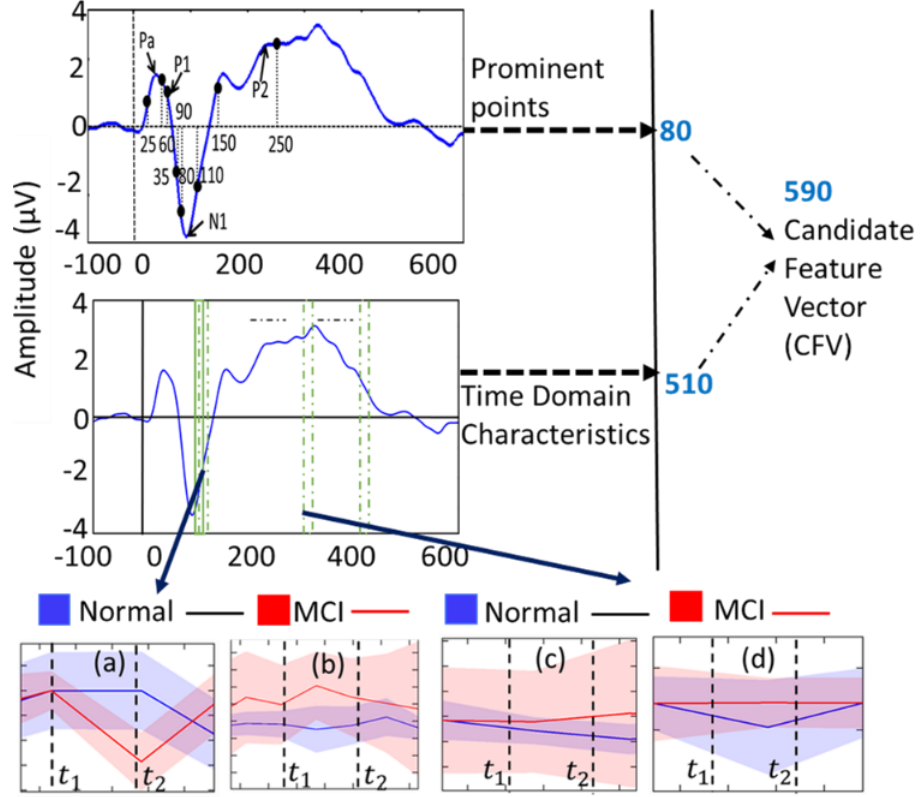 4
2
0
-2
-4
Pa
P1
90
P2
25 60
150
250
35
80
110
N1
-100 0 200 400 600
Amplitude (µV)
Prominent
points
80
590
Candidate
Feature
Vector
(CFV)
4
2
0
-2
-4
-100 0 200 400 600
510
Time Domain
Characteristics
Normal
MCI
Normal
MCI
(a)
(b)
(c)
(d)
t1
t2
t1
t2
t1
t2
t1
t2